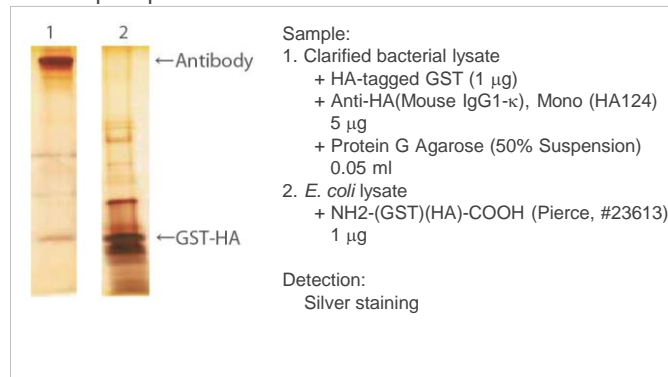 1 2
←Antibody
←GST-HA
Sample:
1. Clarified bacterial lysate
+ HA-tagged GST (1 μg)
+ Anti-HA(Mouse IgG1-κ), Mono (HA124)
5 μg
+ Protein G Agarose (50% Suspension)
0.05 ml
2. E. coli lysate
+ NH2-(GST)(HA)-COOH (Pierce, #23613)
1 μg
Detection:
Silver staining